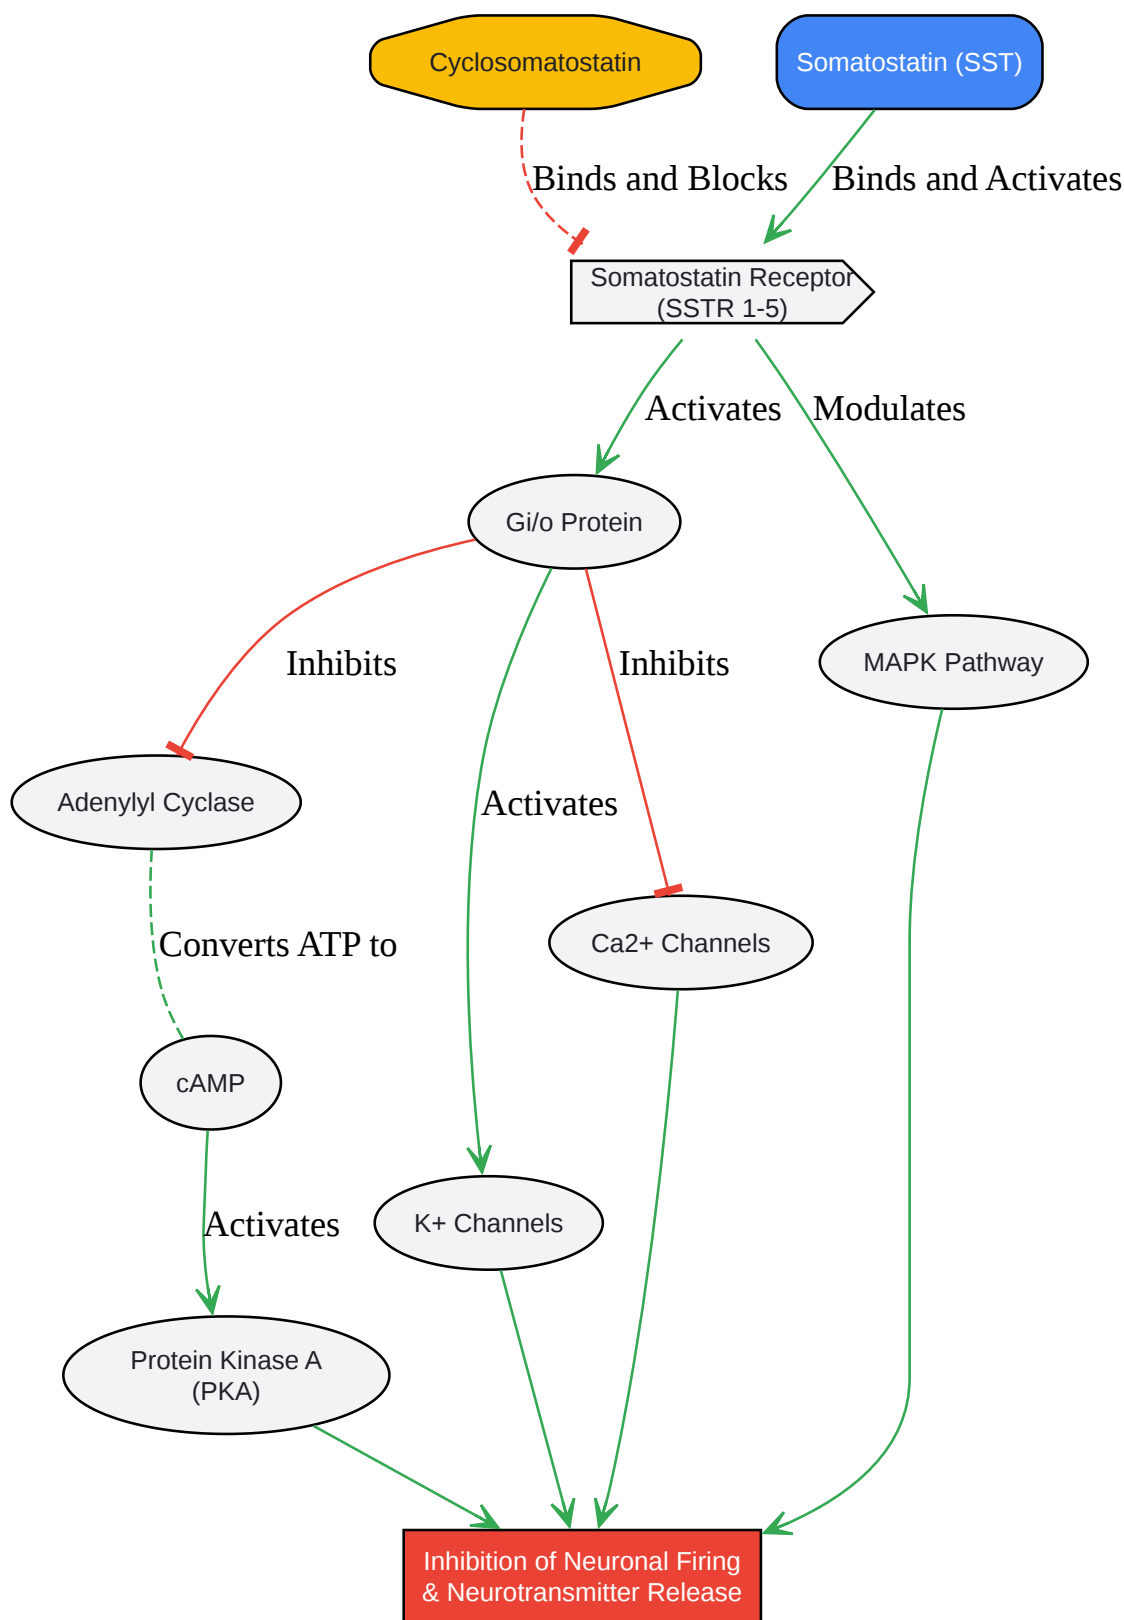 Cyclosomatostatin
Somatostatin (SST)
Binds and Blocks
Binds and Activates
Somatostatin Receptor
(SSTR 1-5)
Activates
Modulates
Gi/o Protein
Inhibits
Inhibits
MAPK Pathway
Adenylyl Cyclase
Activates
Converts ATP to
Ca2+ Channels
cAMP
Activates
K+ Channels
Protein Kinase A
(PKA)
Inhibition of Neuronal Firing
& Neurotransmitter Release